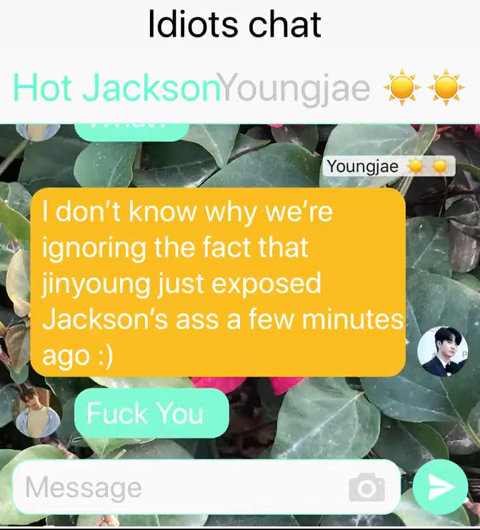 Idiots chat
Hot JacksonYoungjae ☀️ ☀️
What?
Youngjae ☀️ ☀️
I don't know why we're
ignoring the fact that
jinyoung just exposed
Jackson's ass a few minutes
ago :)
Fuck You
Message